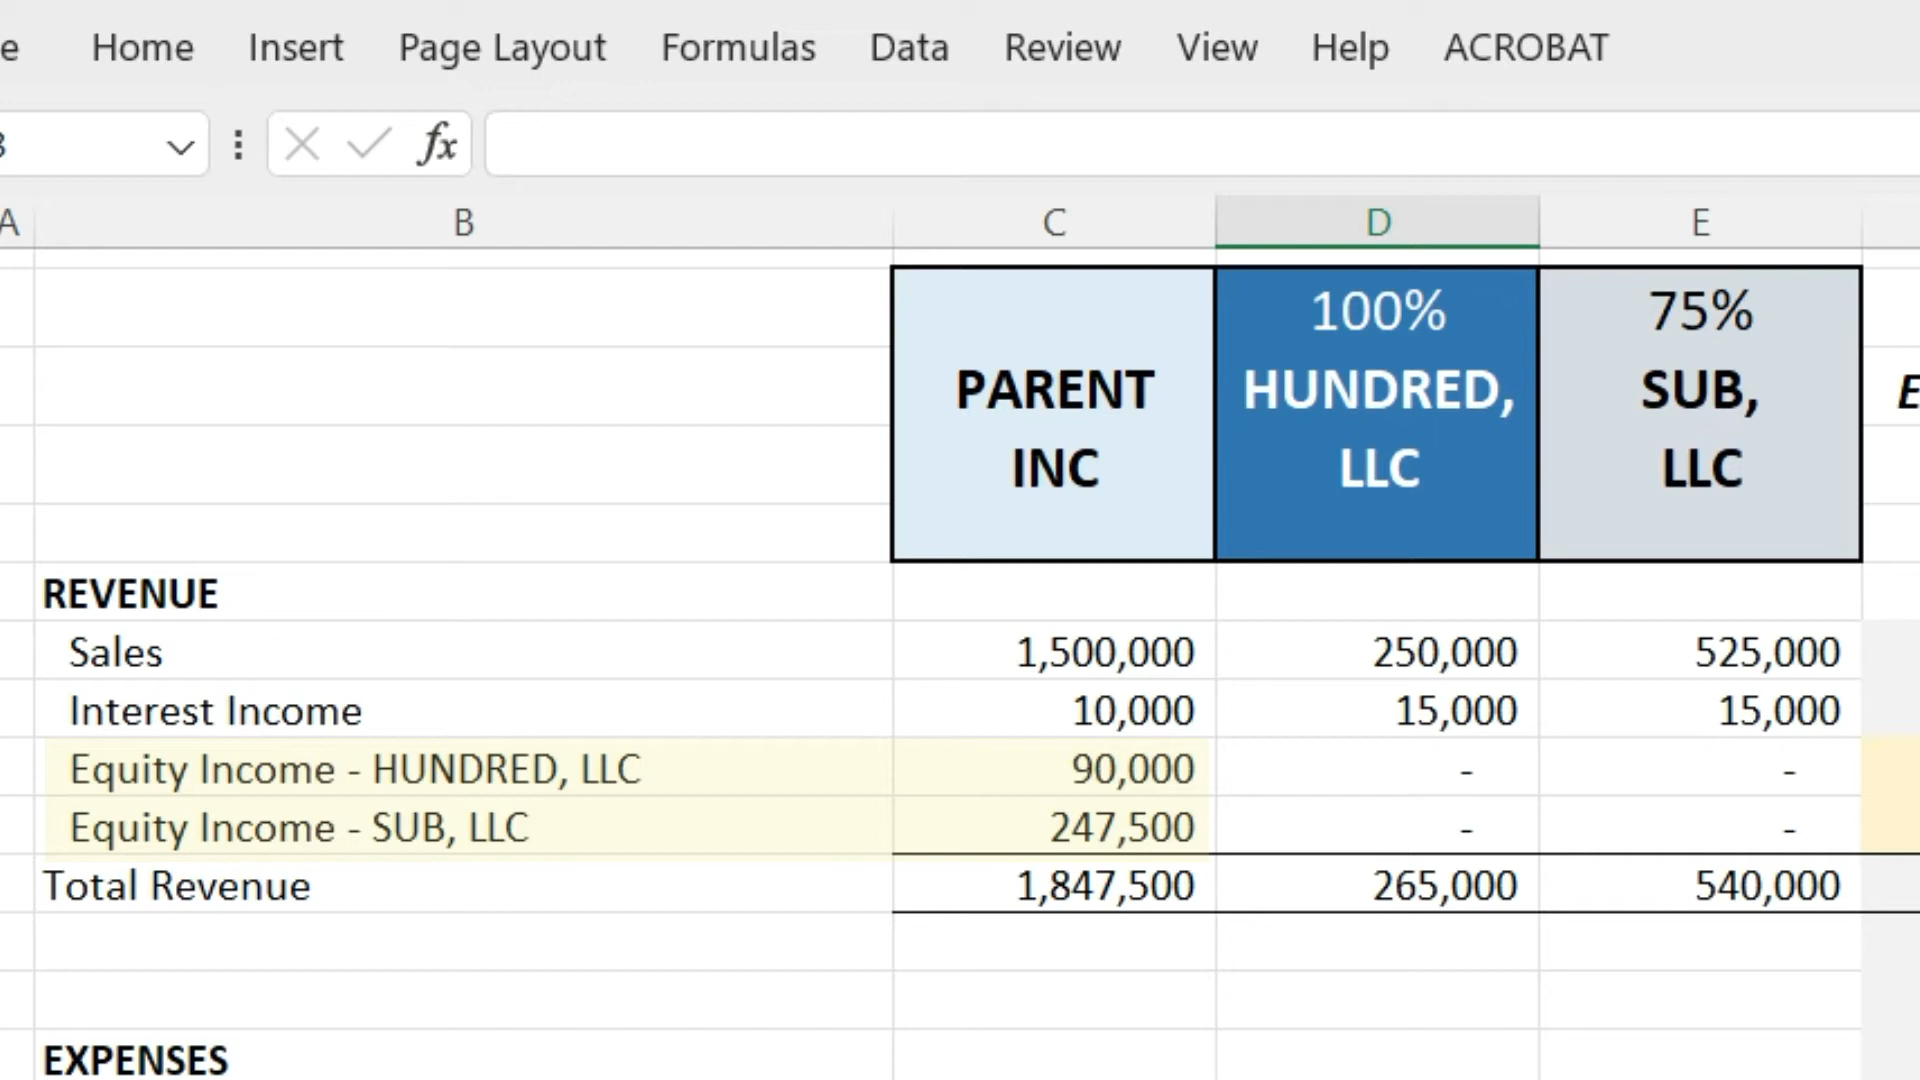 e Home Insert Page Layout Formulas Data Review View Help ACROBAT
fx
A B C D E
100% 75%
PARENT HUNDRED, SUB, E
INC LLC LLC
REVENUE
Sales 1,500,000 250,000 525,000
Interest Income 10,000 15,000 15,000
Equity Income - HUNDRED, LLC 90,000 - -
Equity Income - SUB, LLC 247,500 - -
Total Revenue 1,847,500 265,000 540,000
EXPENSES